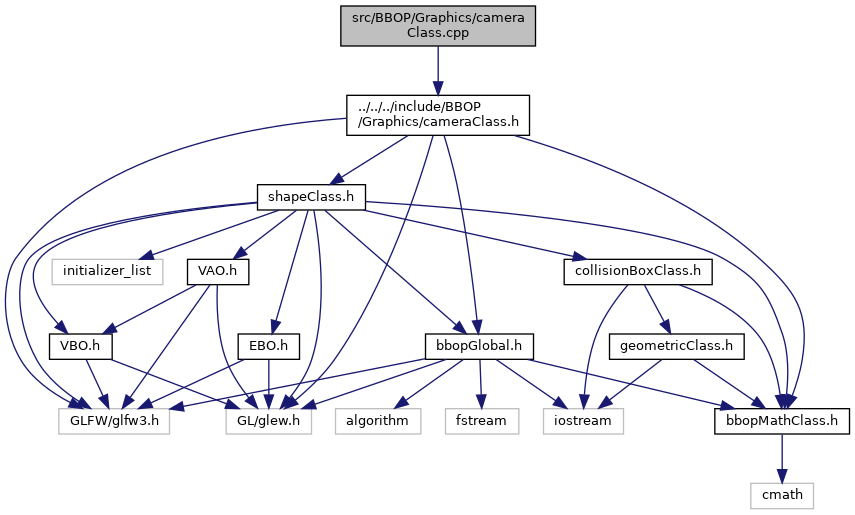 src/BBOP/Graphics/camera
Class.cpp
../../../include/BBOP
/Graphics/cameraClass.h
shapeClass.h
initializer_list
VAO.h
collisionBoxClass.h
VBO.h
EBO.h
bbopGlobal.h
geometricClass.h
GLFW/glfw3.h
GL/glew.h
algorithm
fstream
iostream
bbopMathClass.h
cmath